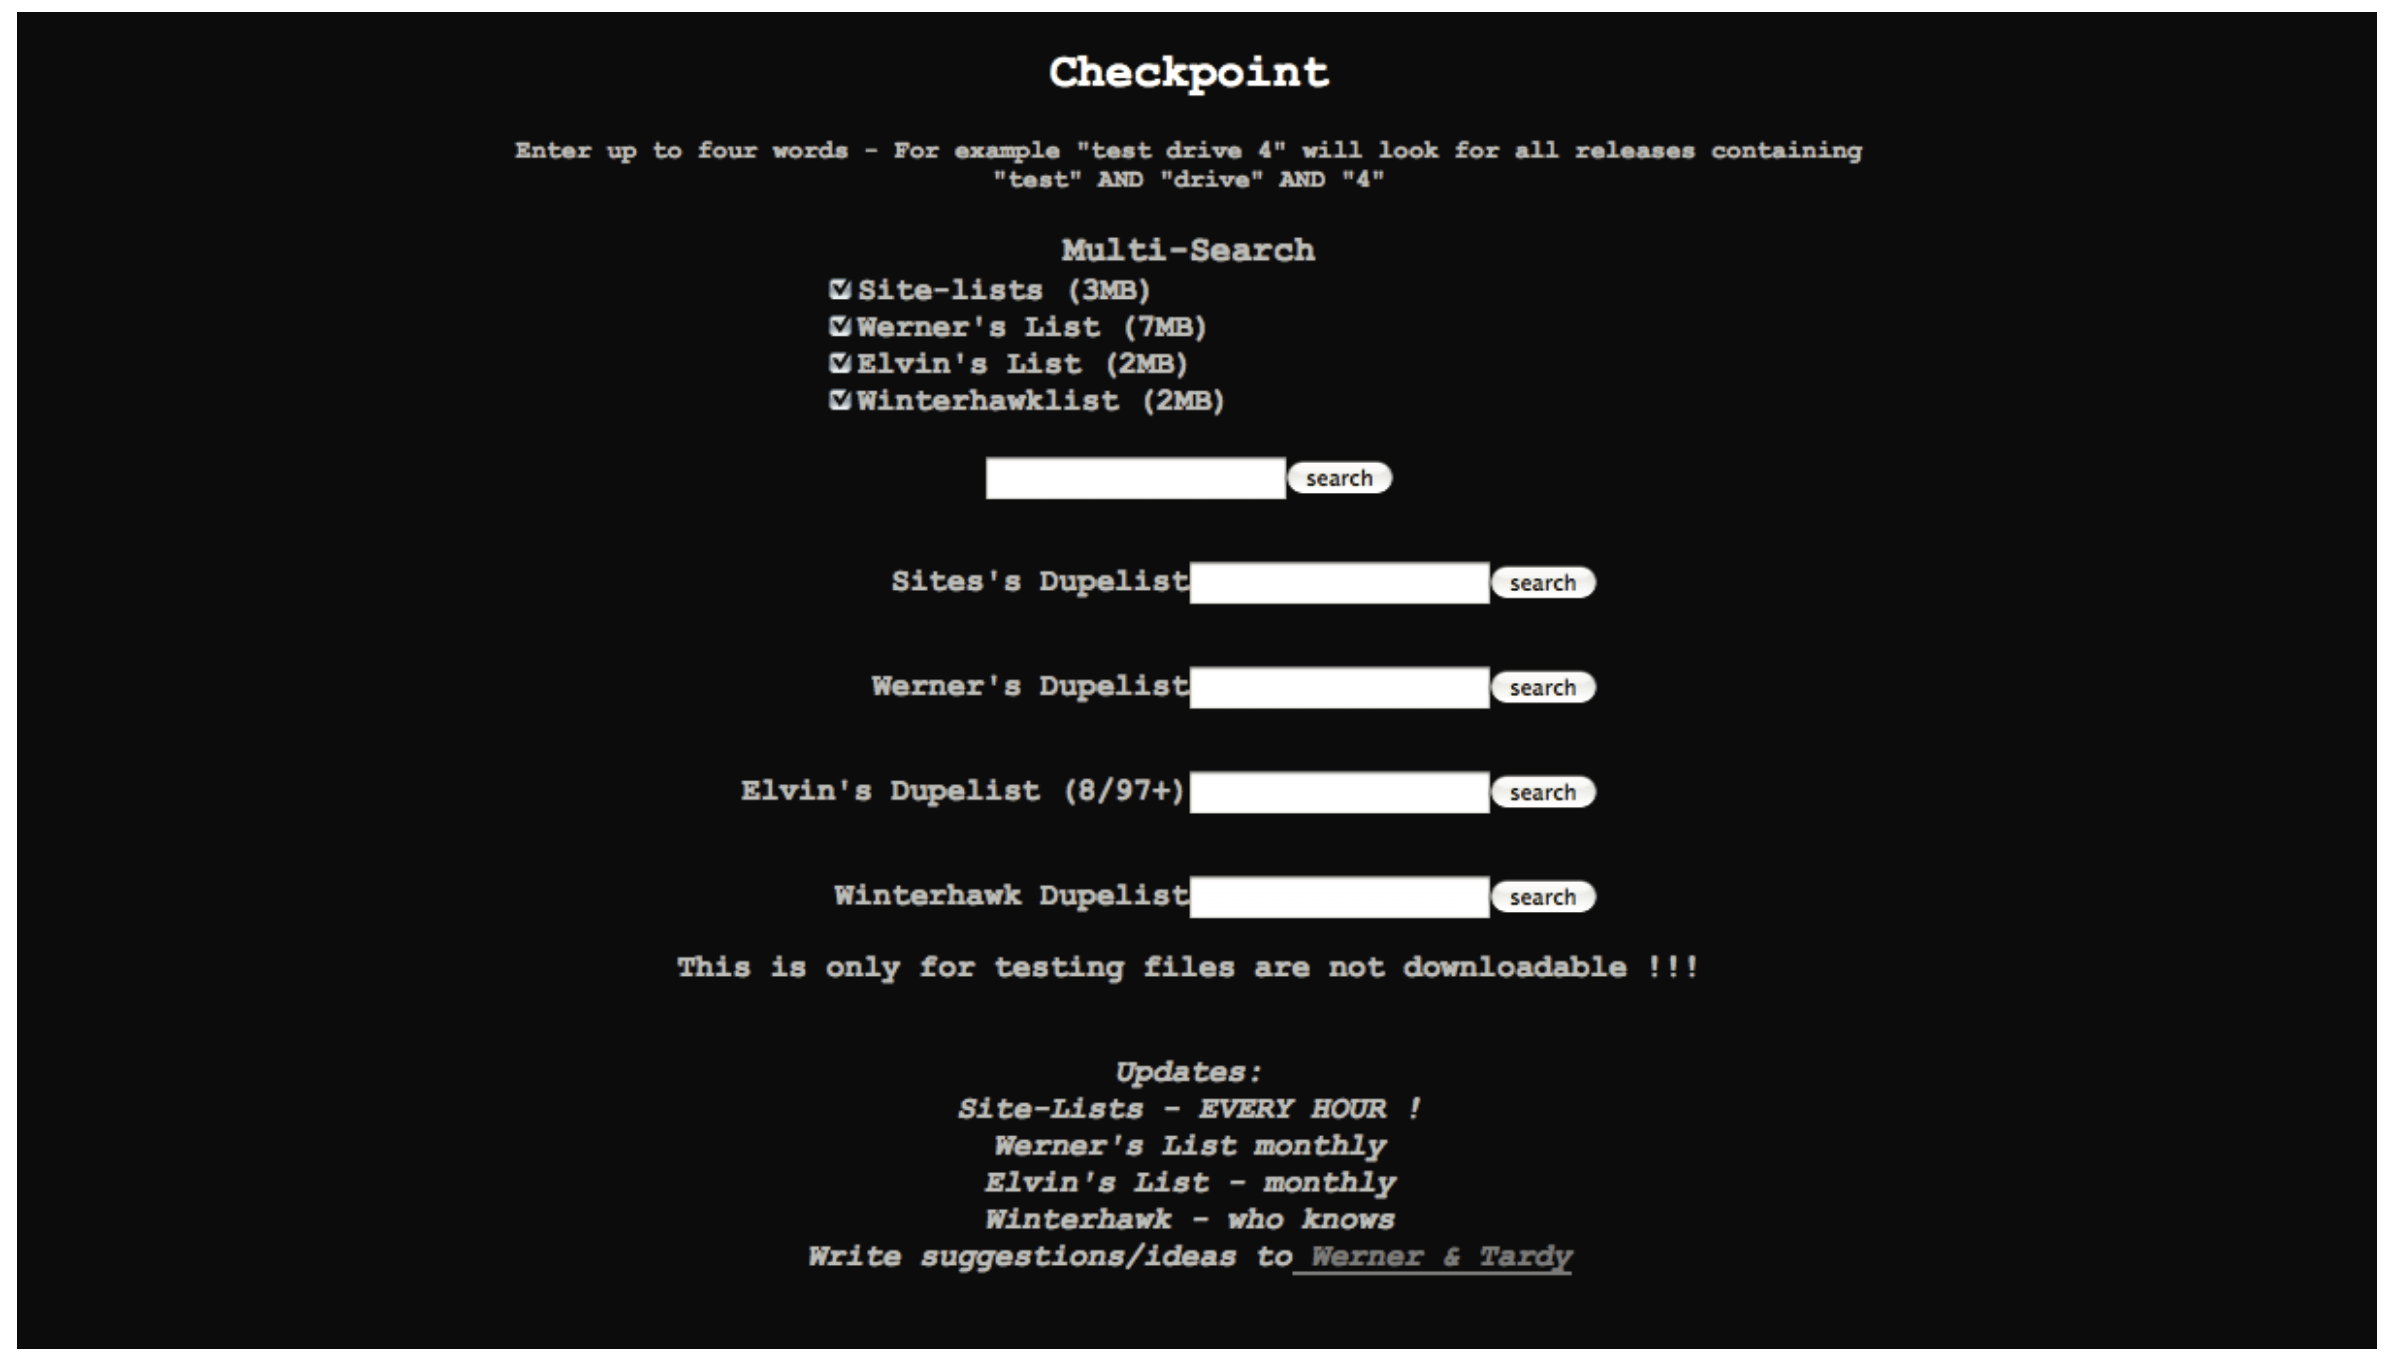 Checkpoint
Enter up to four words - For example "test drive 4" will look for all releases containing
"test" AND "drive" AND "4"
Multi-Search
Site-lists (3MB)
Werner's List (7MB)
Elvin's List (2MB)
Winterhawklist (2MB)
search
Sites's Dupelist search
Werner's Dupelist search
Elvin's Dupelist (8/97+) search
Winterhawk Dupelist search
This is only for testing files are not downloadable !!!
Updates:
Site-Lists - EVERY HOUR !
Werner's List monthly
Elvin's List - monthly
Winterhawk - who knows
Write suggestions/ideas to Werner & Tardy